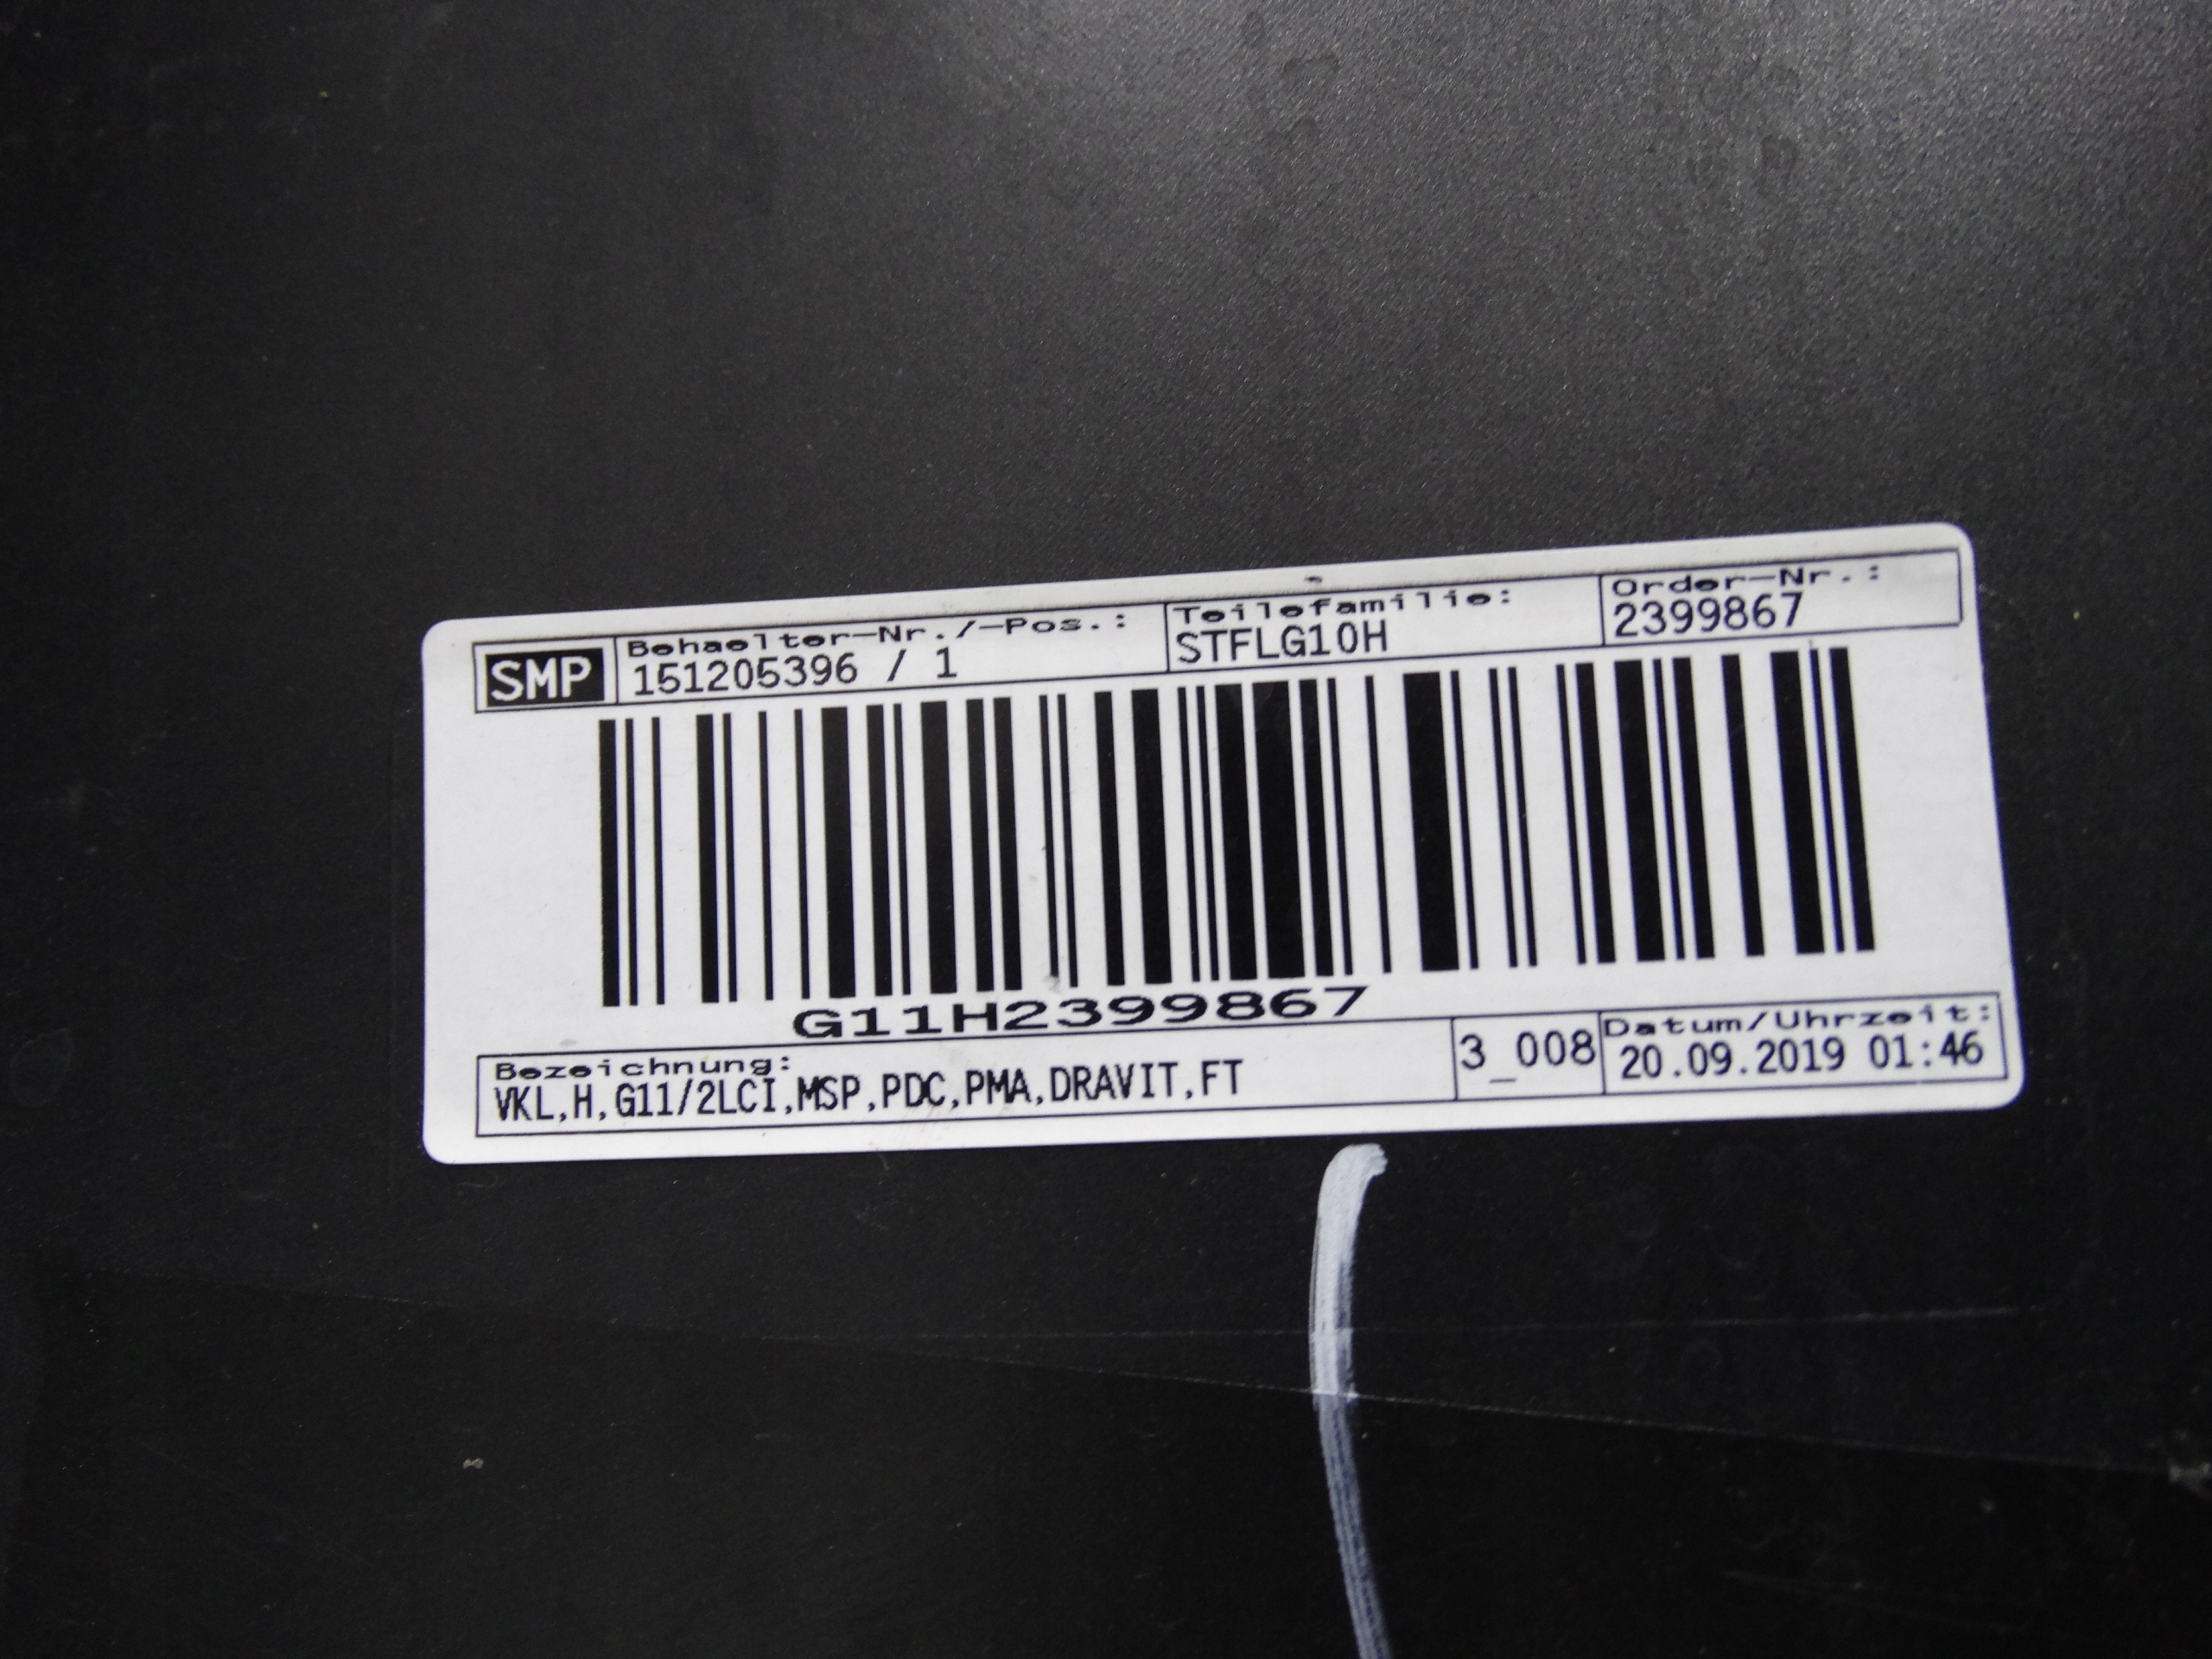 SMP
Behaelter-Nr./-Pos.:
151205396 / 1
Teilefamilie:
STFLG10H
Order-Nr.:
2399867
G11H2399867
Bezeichnung:
VKL,H,G11/2LCI,MSP,PDC,PMA,DRAVIT,FT
3_008
Datum/Uhrzeit:
20.09.2019 01:46